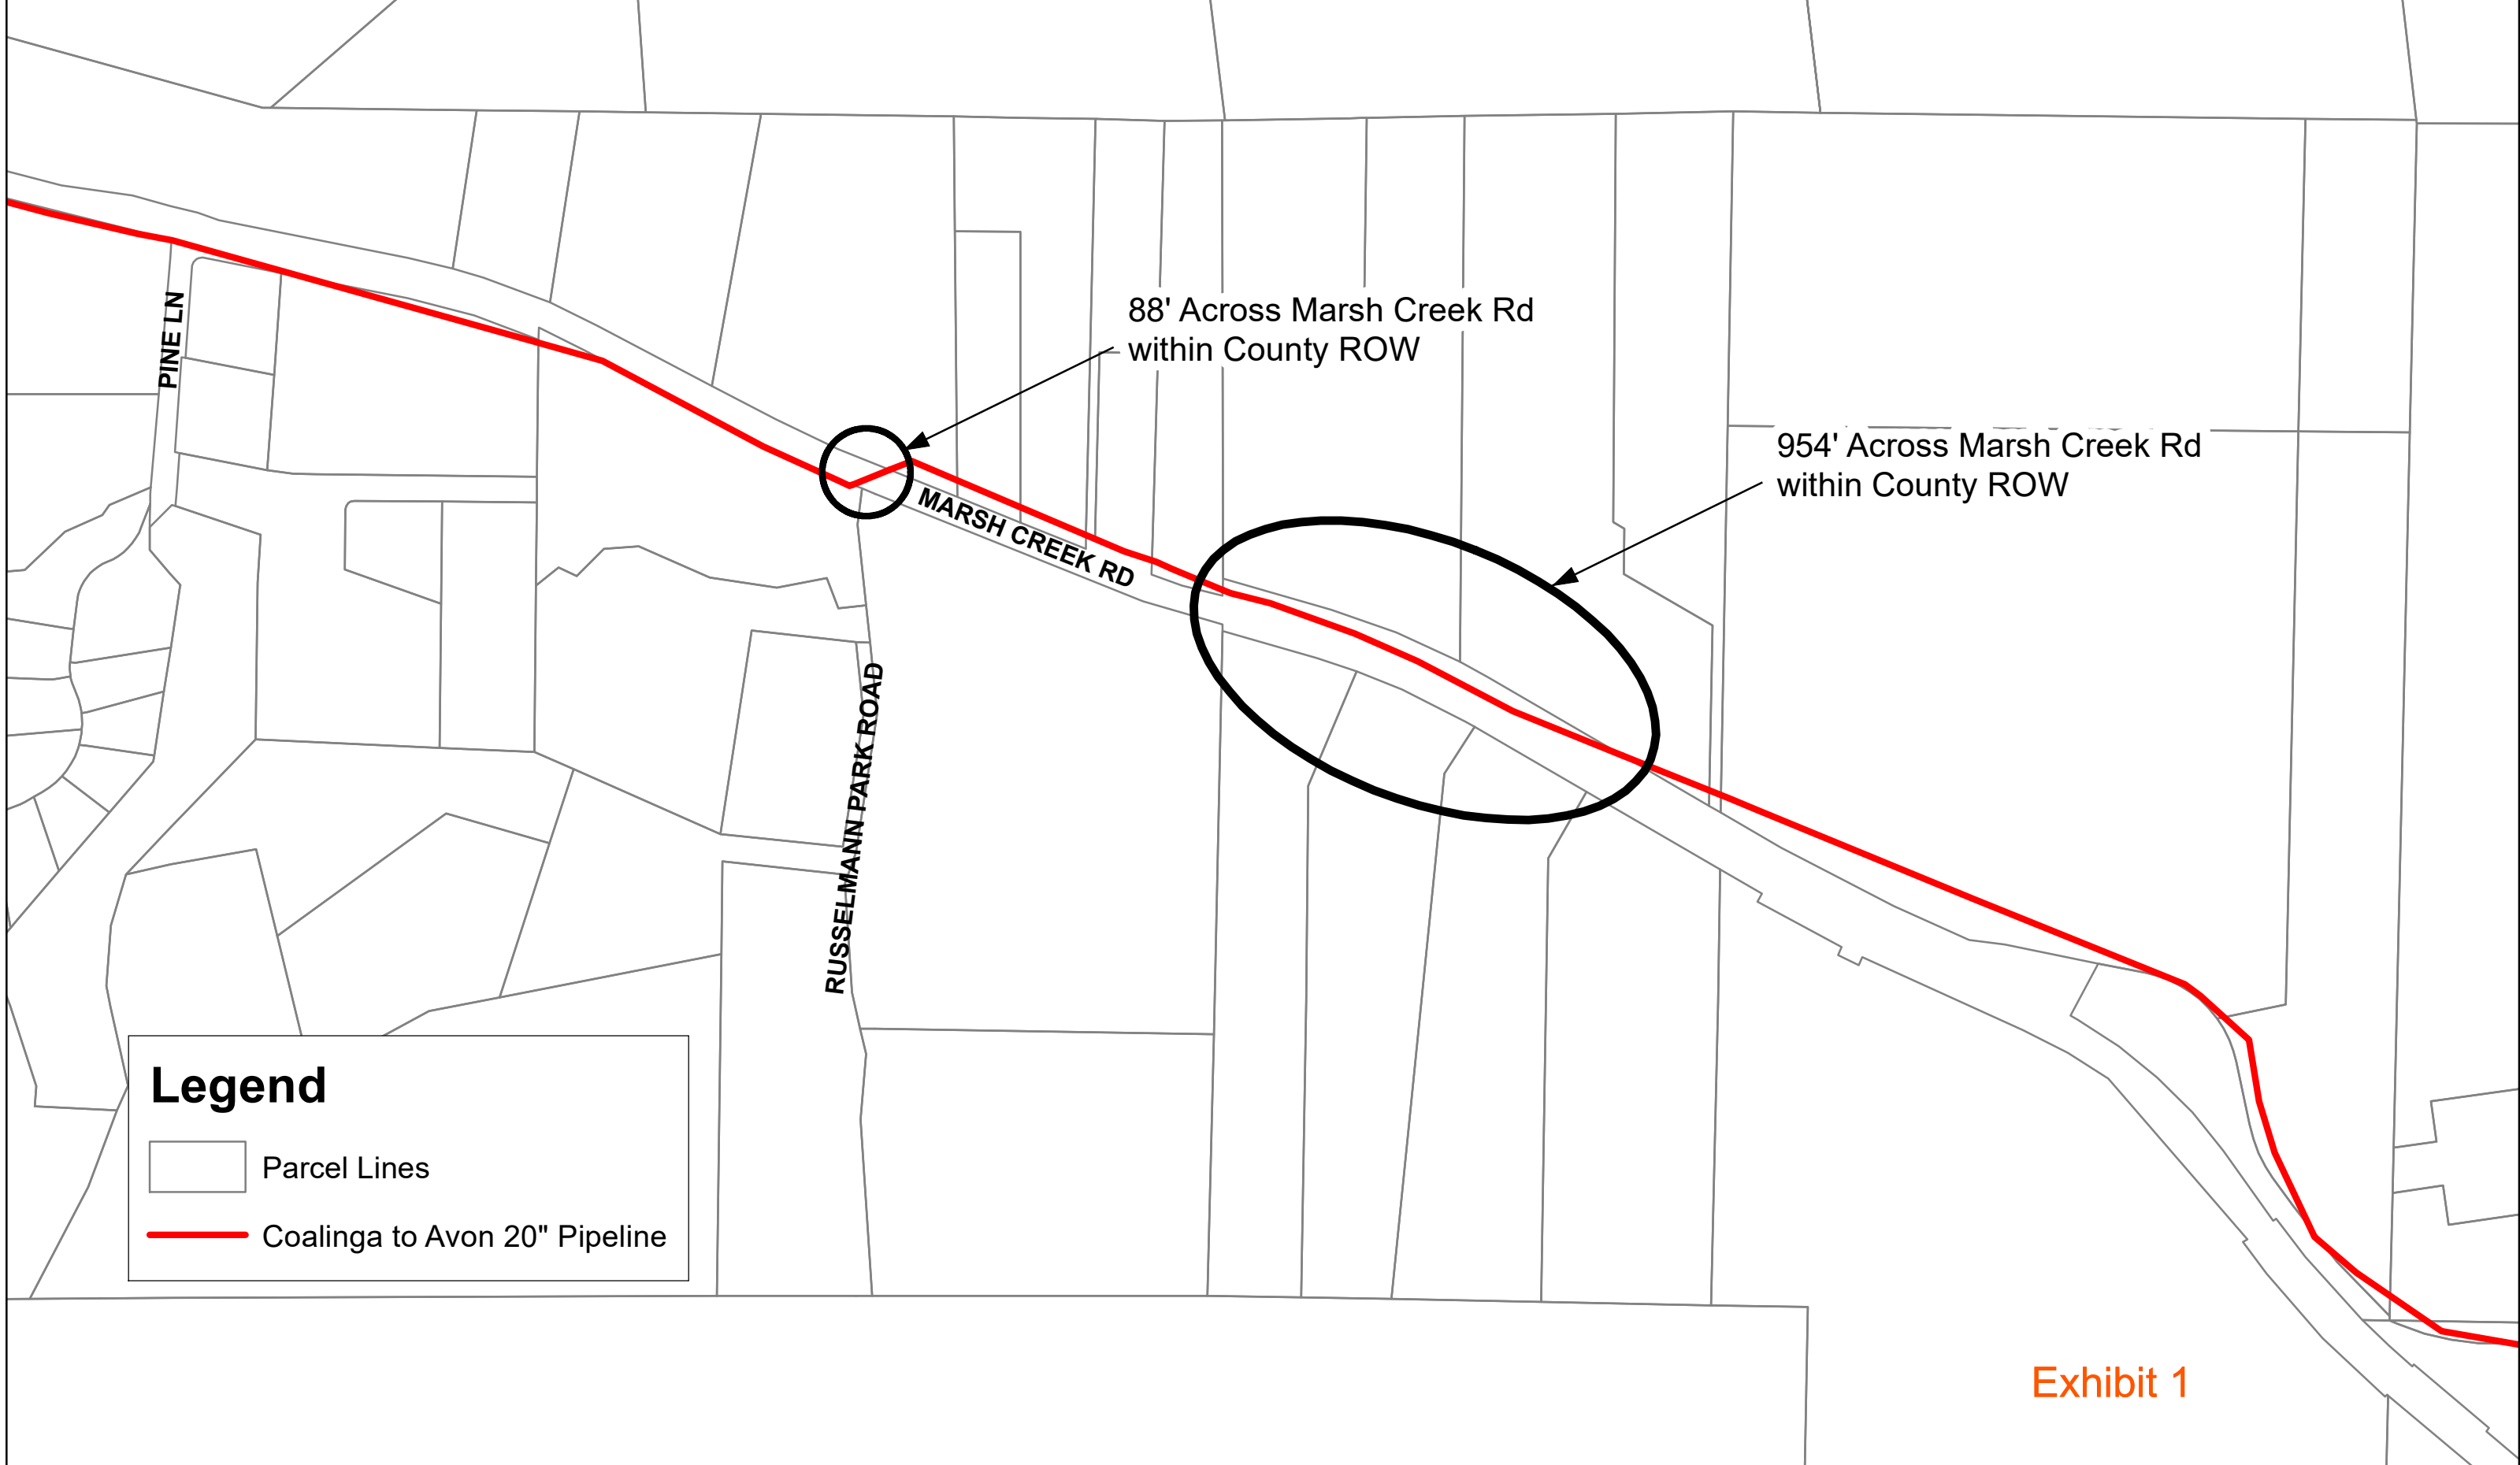 88' Across Marsh Creek Rd
within County ROW
954' Across Marsh Creek Rd
within County ROW
PINE LN
MARSH CREEK RD
RUSSELMANN PARK ROAD
Legend
Parcel Lines
Coalinga to Avon 20" Pipeline
Exhibit 1